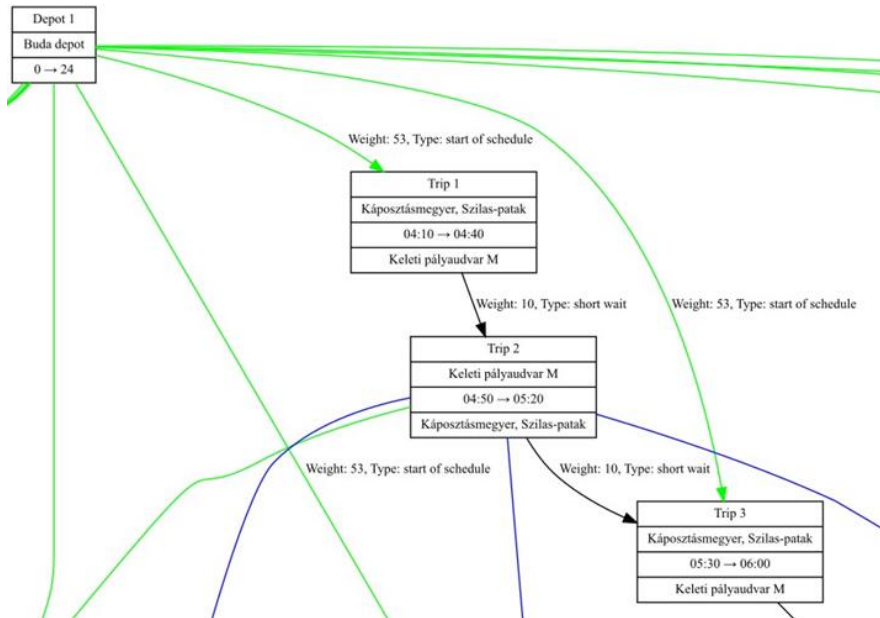 Depot 1
Buda depot
0 → 24
Weight: 53, Type: start of schedule
Trip 1
Káposztásmegyer, Szilas-patak
04:10 → 04:40
Keleti pályaudvar M
Weight: 10, Type: short wait
Weight: 53, Type: start of schedule
Trip 2
Keleti pályaudvar M
04:50 → 05:20
Káposztásmegyer, Szilas-patak
Weight: 53, Type: start of schedule
Weight: 10, Type: short wait
Trip 3
Káposztásmegyer, Szilas-patak
05:30 → 06:00
Keleti pályaudvar M